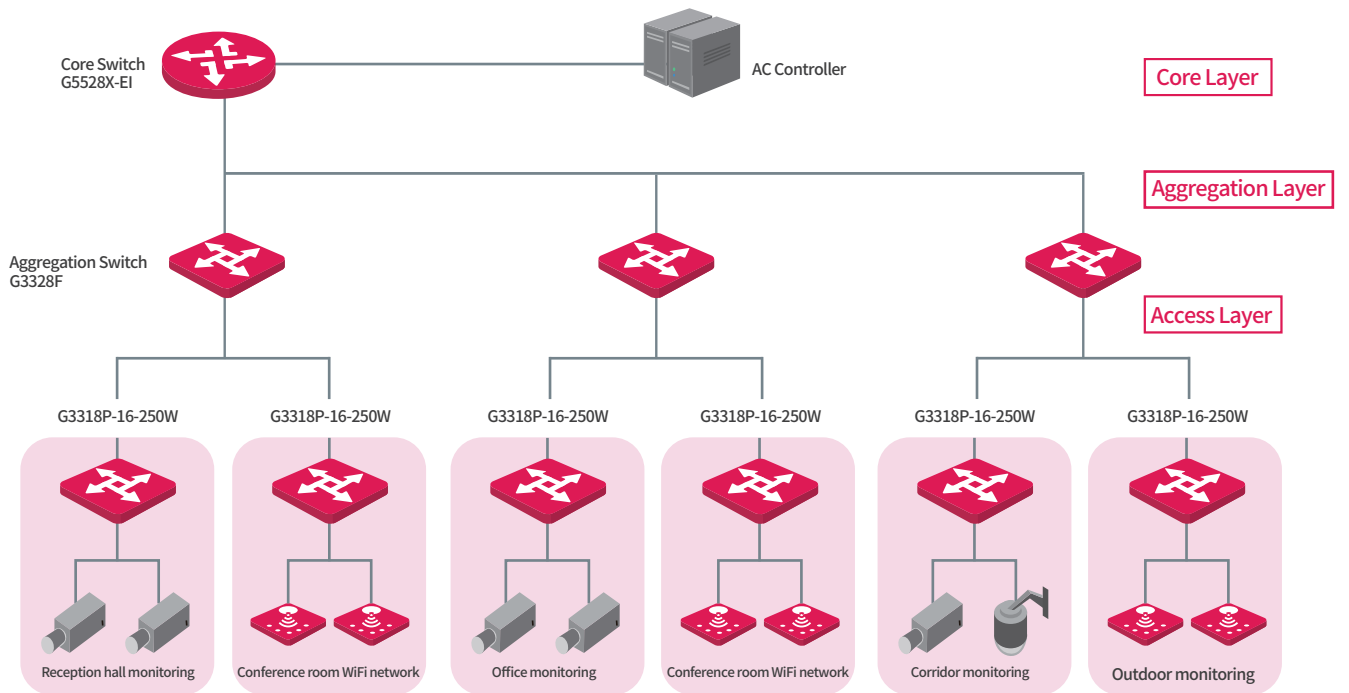 Core Switch
G5528X-EI
AC Controller
Core Layer
Aggregation Layer
Aggregation Switch
G3328F
Access Layer
G3318P-16-250W
G3318P-16-250W
G3318P-16-250W
G3318P-16-250W
G3318P-16-250W
G3318P-16-250W
Reception hall monitoring
Conference room WiFi network
Office monitoring
Conference room WiFi network
Corridor monitoring
Outdoor monitoring